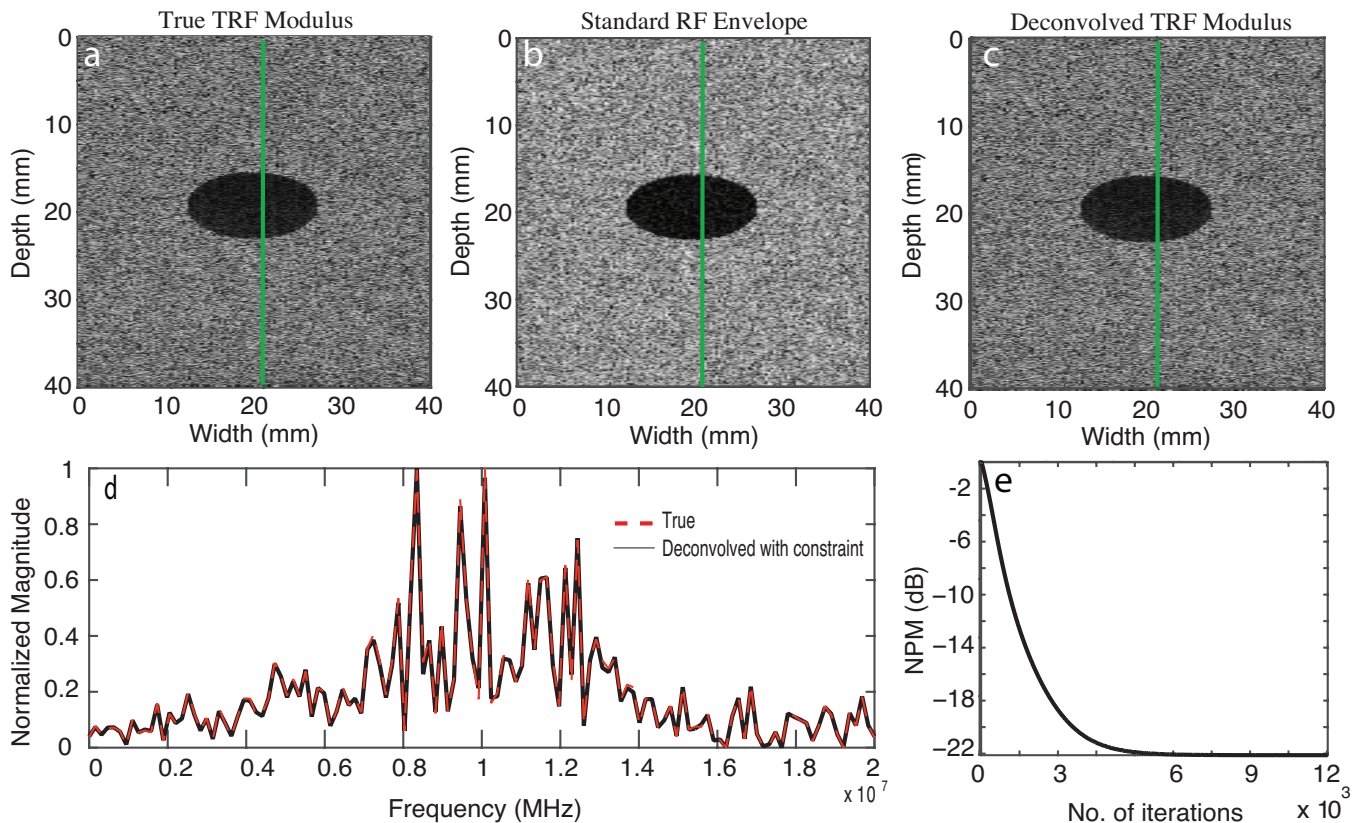 True TRF Modulus
Standard RF Envelope
Deconvolved TRF Modulus
a
b
c
0
10
20
30
40
Depth (mm)
0 10 20 30 40
Width (mm)
0
10
20
30
40
Depth (mm)
0 10 20 30 40
Width (mm)
0
10
20
30
40
Depth (mm)
0 10 20 30 40
Width (mm)
d
1
0.8
0.6
0.4
0.2
0
Normalized Magnitude
True
Deconvolved with constraint
0 0.2 0.4 0.6 0.8 1 1.2 1.4 1.6 1.8 2
x 10⁷
Frequency (MHz)
e
-2
-6
−10
−14
−18
−22
NPM (dB)
0 3 6 9 12
No. of iterations x 10³